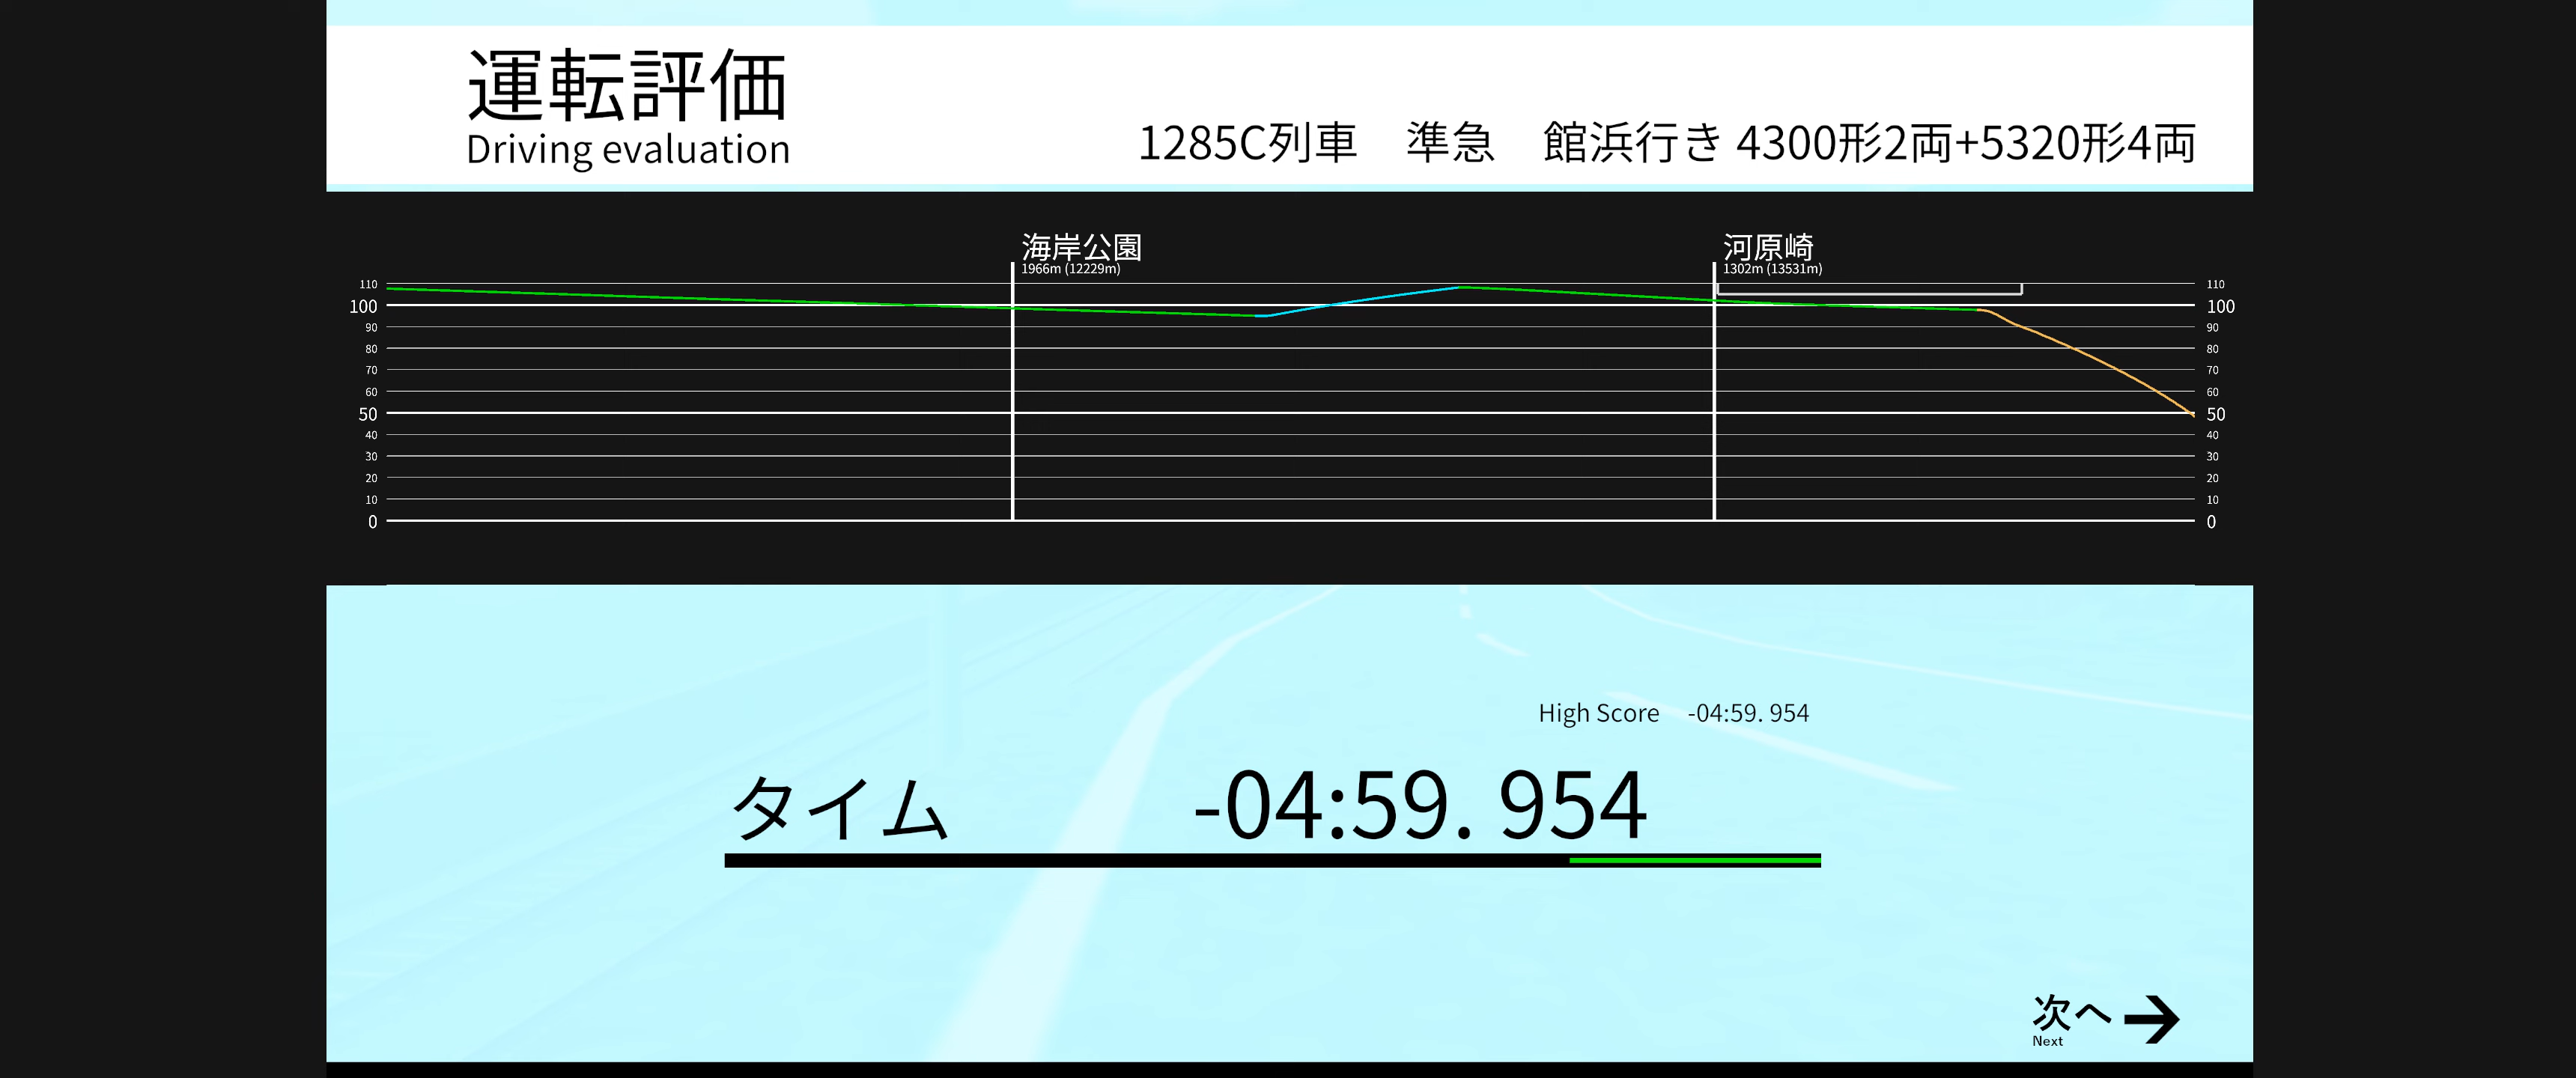 運転評価
Driving evaluation
1285C列車　準急　館浜行き 4300形2両+5320形4両
海岸公園
1966m (12229m)
河原崎
1302m (13531m)
110 110
100 100
90 90
80 80
70 70
60 60
50 50
40 40
30 30
20 20
10 10
0 0
High Score -04:59. 954
タイム -04:59. 954
次へ
Next